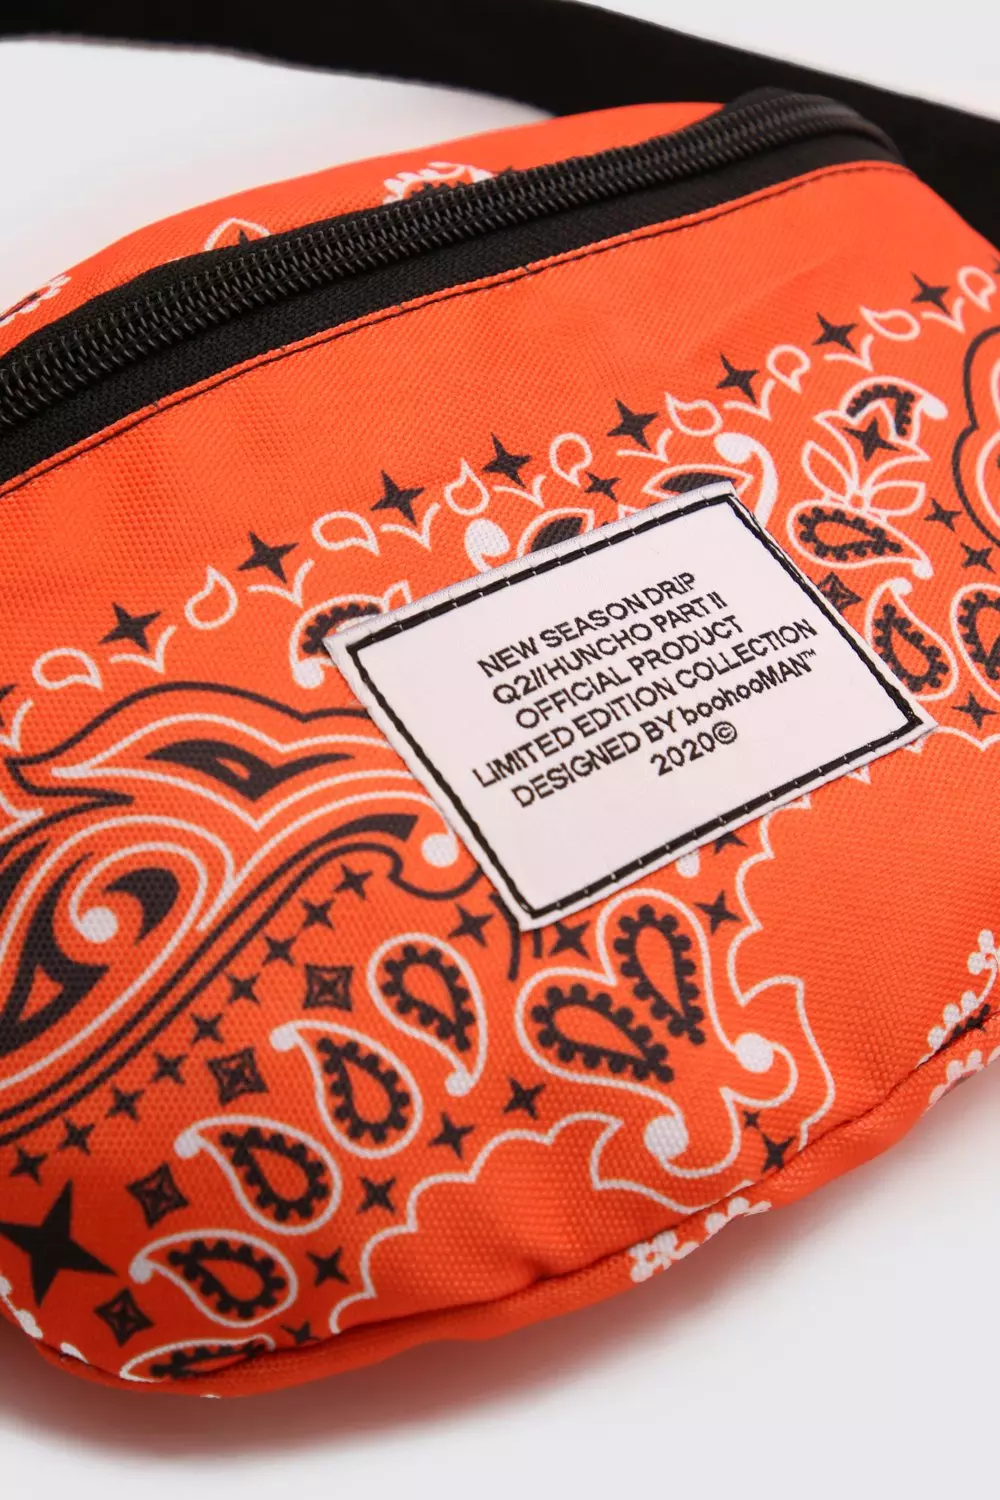 NEW SEASON DRIP
Q2//HUNCHO PART II
OFFICIAL PRODUCT
LIMITED EDITION COLLECTION
DESIGNED BY boohooMAN™
2020©